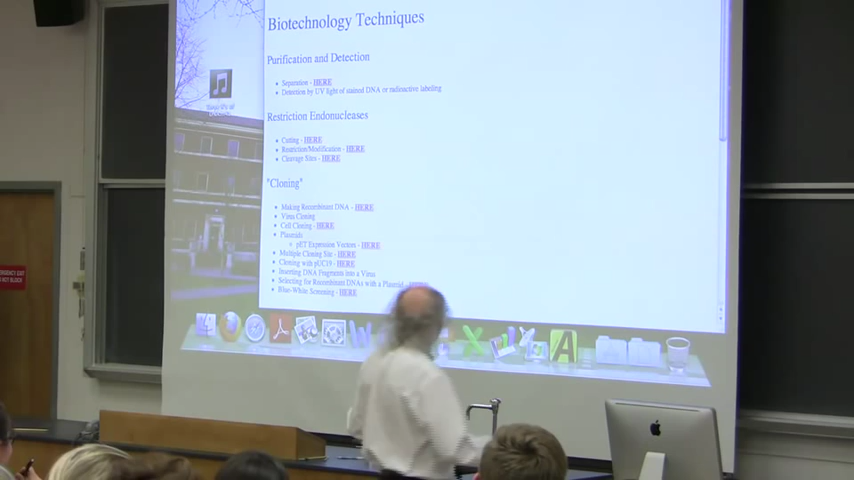 Biotechnology Techniques
Purification and Detection
Separation - HERE
Detection by UV light of stained DNA or radioactive labeling
Restriction Endonucleases
Cutting - HERE
Restriction/Modification - HERE
Cleavage Sites - HERE
"Cloning"
Making Recombinant DNA - HERE
Virus Cloning
Cell Cloning - HERE
Plasmids
pET Expression Vectors - HERE
Multiple Cloning Site - HERE
Cloning with pUC19 - HERE
Inserting DNA Fragments into a Virus
Selecting for Recombinant DNAs with a Plasmid -
Blue-White Screening - HERE